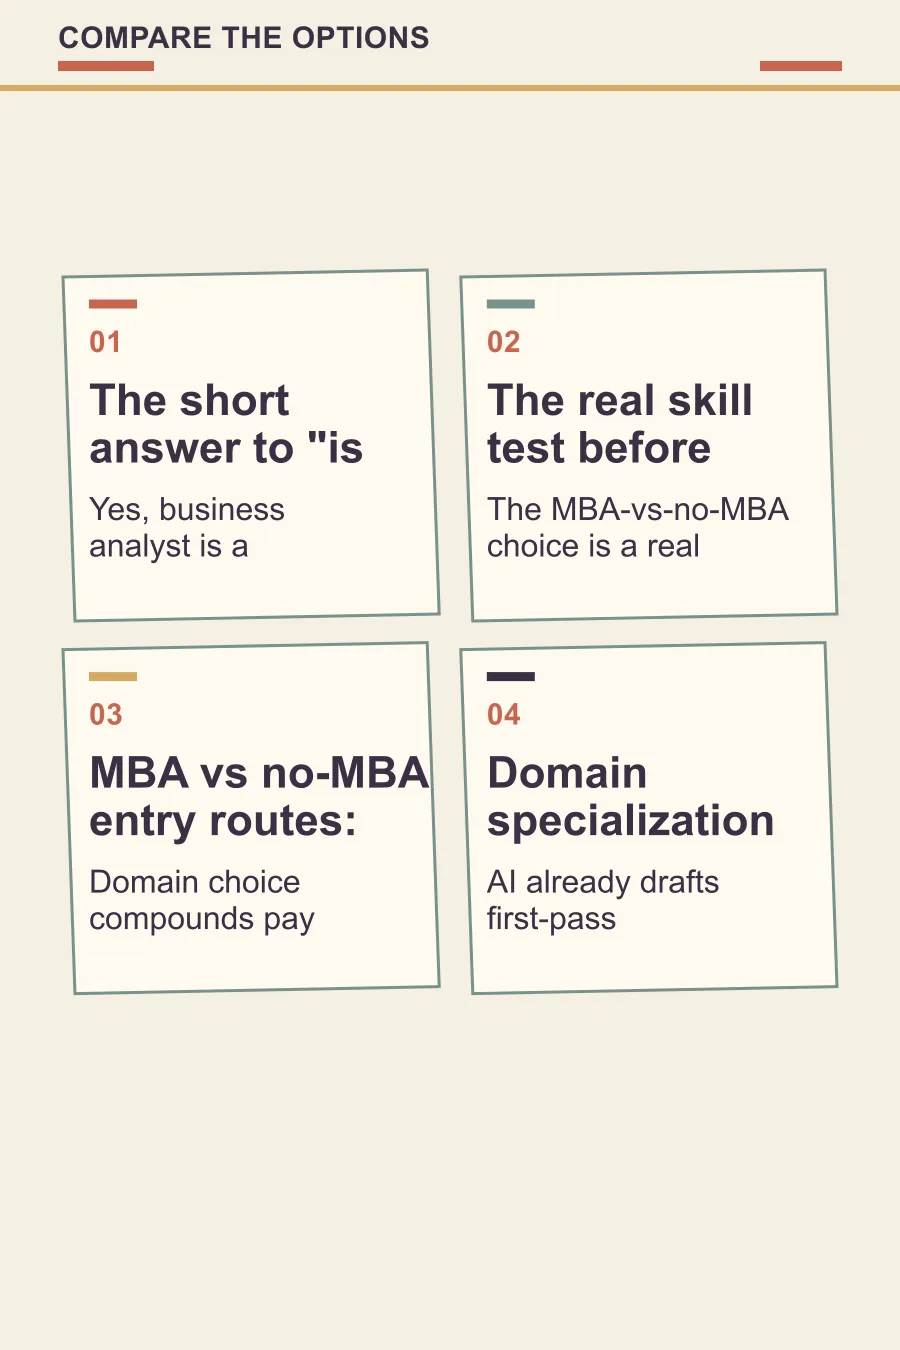 COMPARE THE OPTIONS
01
The short
answer to "is
Yes, business
analyst is a
02
The real skill
test before
The MBA-vs-no-MBA
choice is a real
03
MBA vs no-MBA
entry routes:
Domain choice
compounds pay
04
Domain
specialization
AI already drafts
first-pass